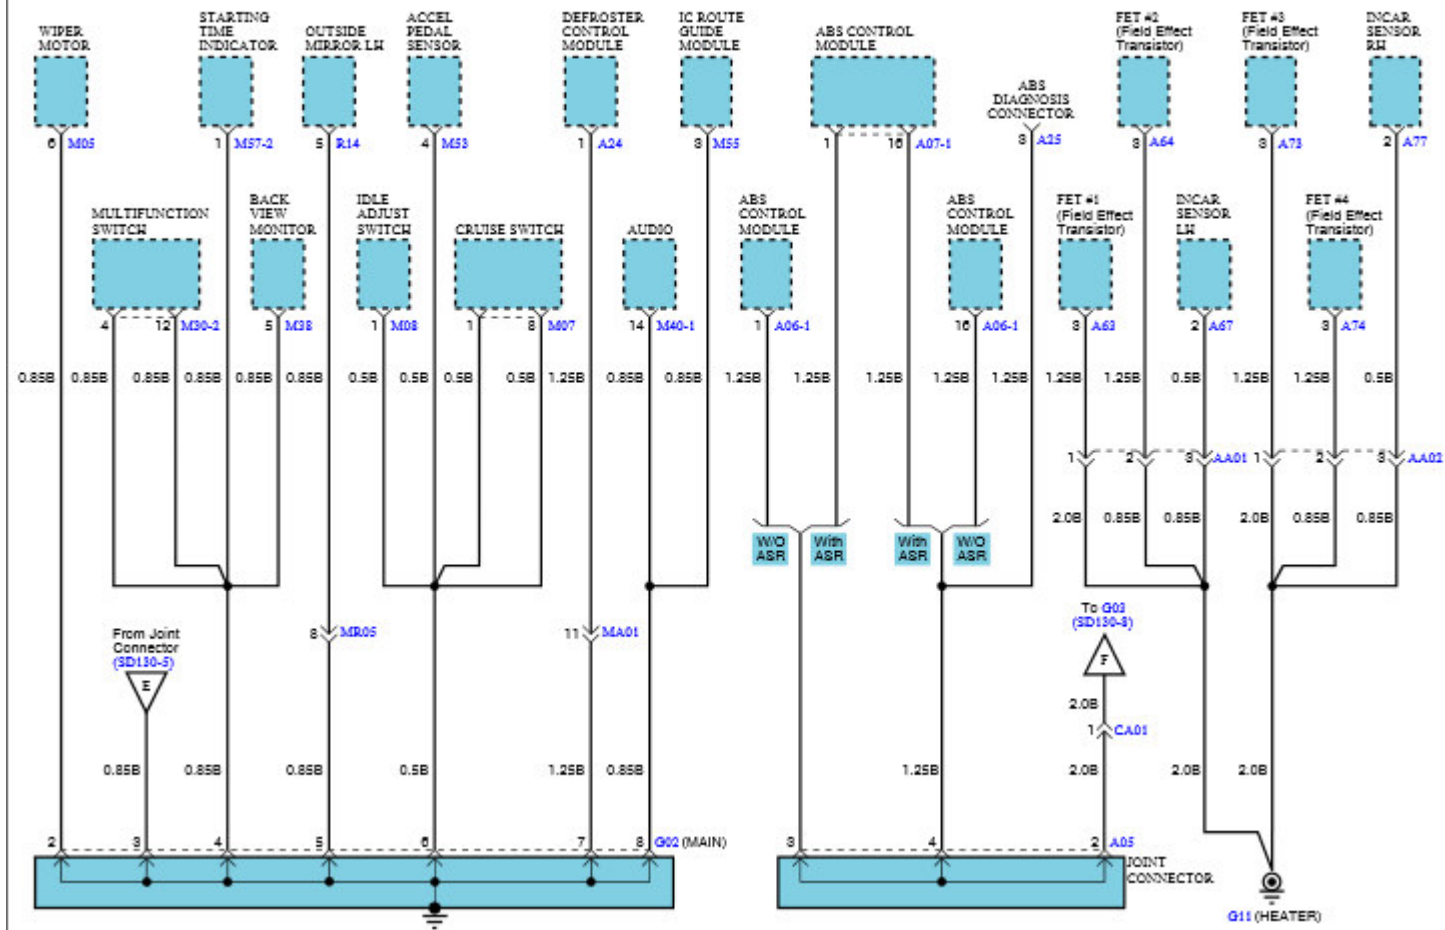 WIPER
MOTOR
STARTING
TIME
INDICATOR
OUTSIDE
MIRROR LH
ACCEL
PEDAL
SENSOR
DEFROSTER
CONTROL
MODULE
IC ROUTE
GUIDE
MODULE
ABS CONTROL
MODULE
ABS
DIAGNOSIS
CONNECTOR
FET #2
(Field Effect
Transistor)
FET #3
(Field Effect
Transistor)
INCAR
SENSOR
RH
6 M05
1 M57-2
5 R14
4 M53
1 A24
3 M55
1
16 A07-1
3 A25
3 A64
3 A73
2 A77
MULTIFUNCTION
SWITCH
BACK
VIEW
MONITOR
IDLE
ADJUST
SWITCH
CRUISE SWITCH
AUDIO
ABS
CONTROL
MODULE
ABS
CONTROL
MODULE
FET #1
(Field Effect
Transistor)
INCAR
SENSOR
LH
FET #4
(Field Effect
Transistor)
4
12 M30-2
5 M38
1 M08
1
8 M07
14 M40-1
1 A06-1
16 A06-1
3 A63
2 A67
3 A74
0.85B 0.85B 0.85B 0.85B 0.85B 0.85B 0.5B 0.5B 0.5B 0.5B 1.25B 0.85B 0.85B 1.25B 1.25B 1.25B 1.25B 1.25B 1.25B 1.25B 0.5B 1.25B 1.25B 0.5B
1 2 3 AA01 1 2 3 AA02
2.0B 0.85B 0.85B 2.0B 0.85B 0.85B
W/O
ASR
With
ASR
With
ASR
W/O
ASR
From Joint
Connector
(SD130-5)
E
8 MR05
11 MA01
To G03
(SD130-8)
F
2.0B
1 CA01
0.85B 0.85B 0.85B 0.5B 1.25B 0.85B 1.25B 2.0B 2.0B 2.0B
2 3 4 5 6 7 8 G02 (MAIN)
3 4 2 A05
JOINT
CONNECTOR
G11 (HEATER)